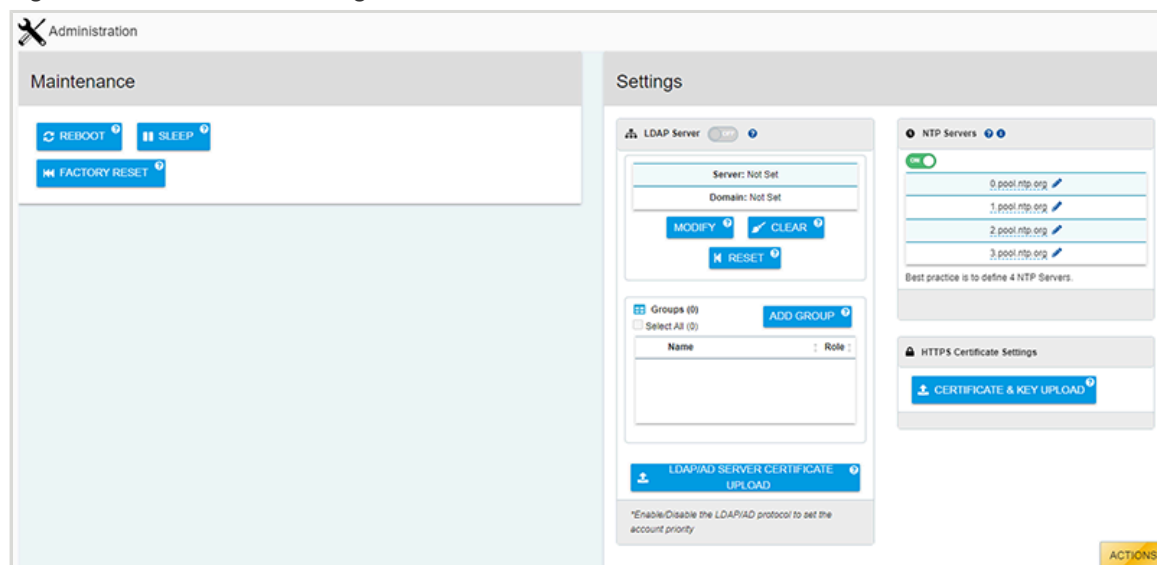 Administration
Maintenance
REBOOT
SLEEP
FACTORY RESET
Settings
LDAP Server OFF
Server: Not Set
Domain: Not Set
MODIFY
CLEAR
RESET
Groups (0)
ADD GROUP
Select All (0)
Name Role
LDAP/AD SERVER CERTIFICATE
UPLOAD
*Enable/Disable the LDAP/AD protocol to set the
account priority
NTP Servers
ON
0.pool.ntp.org
1.pool.ntp.org
2.pool.ntp.org
3.pool.ntp.org
Best practice is to define 4 NTP Servers.
HTTPS Certificate Settings
CERTIFICATE & KEY UPLOAD
ACTIONS